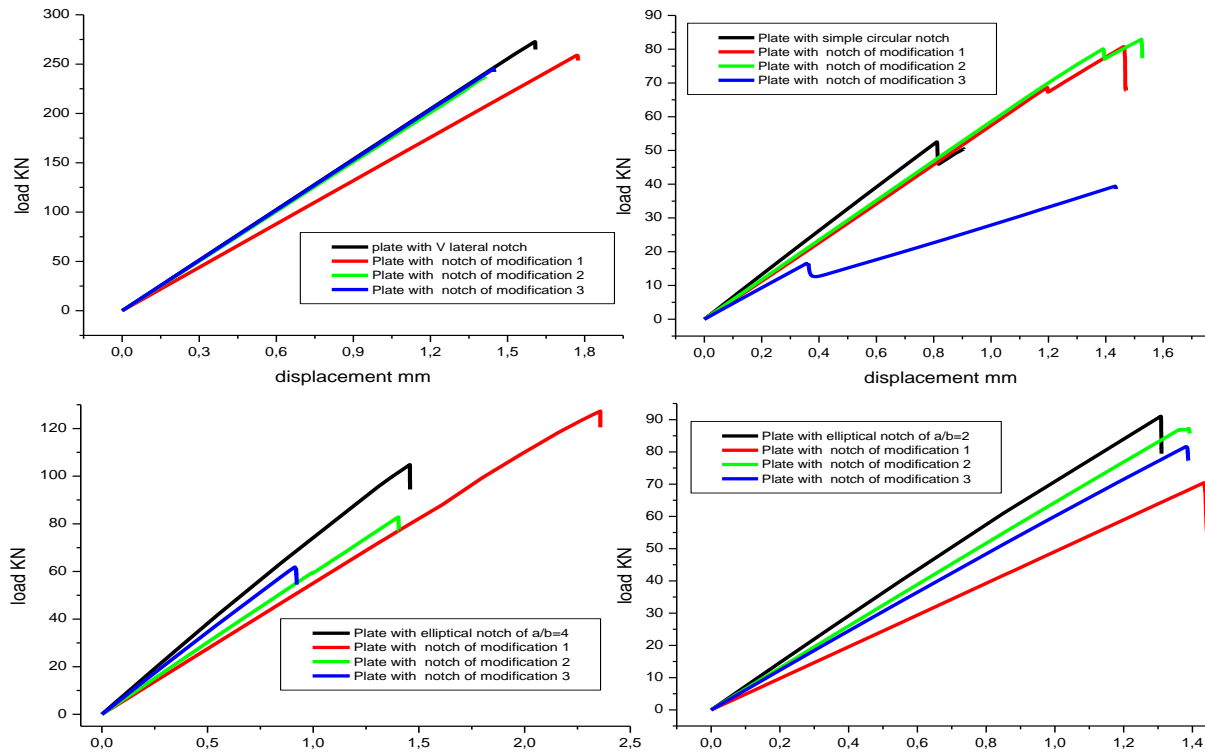 300
250
200
150
100
50
0
load KN
plate with V lateral notch
Plate with notch of modification 1
Plate with notch of modification 2
Plate with notch of modification 3
0,0 0,3 0,6 0,9 1,2 1,5 1,8
displacement mm
90
80
70
60
50
40
30
20
10
0
load KN
Plate with simple circular notch
Plate with notch of modification 1
Plate with notch of modification 2
Plate with notch of modification 3
0,0 0,2 0,4 0,6 0,8 1,0 1,2 1,4 1,6
displacement mm
120
100
80
60
40
20
0
load KN
Plate with elliptical notch of a/b=4
Plate with notch of modification 1
Plate with notch of modification 2
Plate with notch of modification 3
0,0 0,5 1,0 1,5 2,0 2,5
90
80
70
60
50
40
30
20
10
0
load KN
Plate with elliptical notch of a/b=2
Plate with notch of modification 1
Plate with notch of modification 2
Plate with notch of modification 3
0,0 0,2 0,4 0,6 0,8 1,0 1,2 1,4